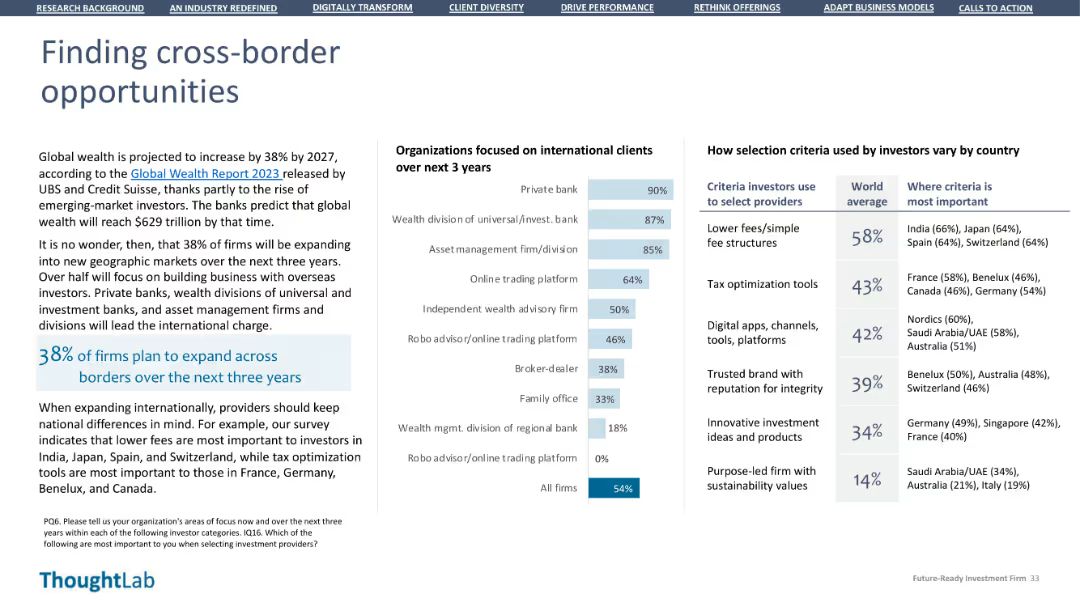 RESEARCH BACKGROUND AN INDUSTRY REDEFINED DIGITALLY TRANSFORM CLIENT DIVERSITY DRIVE PERFORMANCE RETHINK OFFERINGS ADAPT BUSINESS MODELS CALLS TO ACTION
Finding cross-border
opportunities
Global wealth is projected to increase by 38% by 2027,
according to the Global Wealth Report 2023 released by
UBS and Credit Suisse, thanks partly to the rise of
emerging-market investors. The banks predict that global
wealth will reach $629 trillion by that time.
It is no wonder, then, that 38% of firms will be expanding
into new geographic markets over the next three years.
Over half will focus on building business with overseas
investors. Private banks, wealth divisions of universal and
investment banks, and asset management firms and
divisions will lead the international charge.
38% of firms plan to expand across
borders over the next three years
When expanding internationally, providers should keep
national differences in mind. For example, our survey
indicates that lower fees are most important to investors in
India, Japan, Spain, and Switzerland, while tax optimization
tools are most important to those in France, Germany,
Benelux, and Canada.
PQ6. Please tell us your organization's areas of focus now and over the next three
years within each of the following investor categories. IQ16. Which of the
following are most important to you when selecting investment providers?
Organizations focused on international clients
over next 3 years
Private bank 90%
Wealth division of universal/invest. bank 87%
Asset management firm/division 85%
Online trading platform 64%
Independent wealth advisory firm 50%
Robo advisor/online trading platform 46%
Broker-dealer 38%
Family office 33%
Wealth mgmt. division of regional bank 18%
Robo advisor/online trading platform 0%
All firms 54%
How selection criteria used by investors vary by country
Criteria investors use
to select providers
World
average
Where criteria is
most important
Lower fees/simple
fee structures
58%
India (66%), Japan (64%),
Spain (64%), Switzerland (64%)
Tax optimization tools
43%
France (58%), Benelux (46%),
Canada (46%), Germany (54%)
Digital apps, channels,
tools, platforms
42%
Nordics (60%),
Saudi Arabia/UAE (58%),
Australia (51%)
Trusted brand with
reputation for integrity
39%
Benelux (50%), Australia (48%),
Switzerland (46%)
Innovative investment
ideas and products
34%
Germany (49%), Singapore (42%),
France (40%)
Purpose-led firm with
sustainability values
14%
Saudi Arabia/UAE (34%),
Australia (21%), Italy (19%)
ThoughtLab
Future-Ready Investment Firm 33